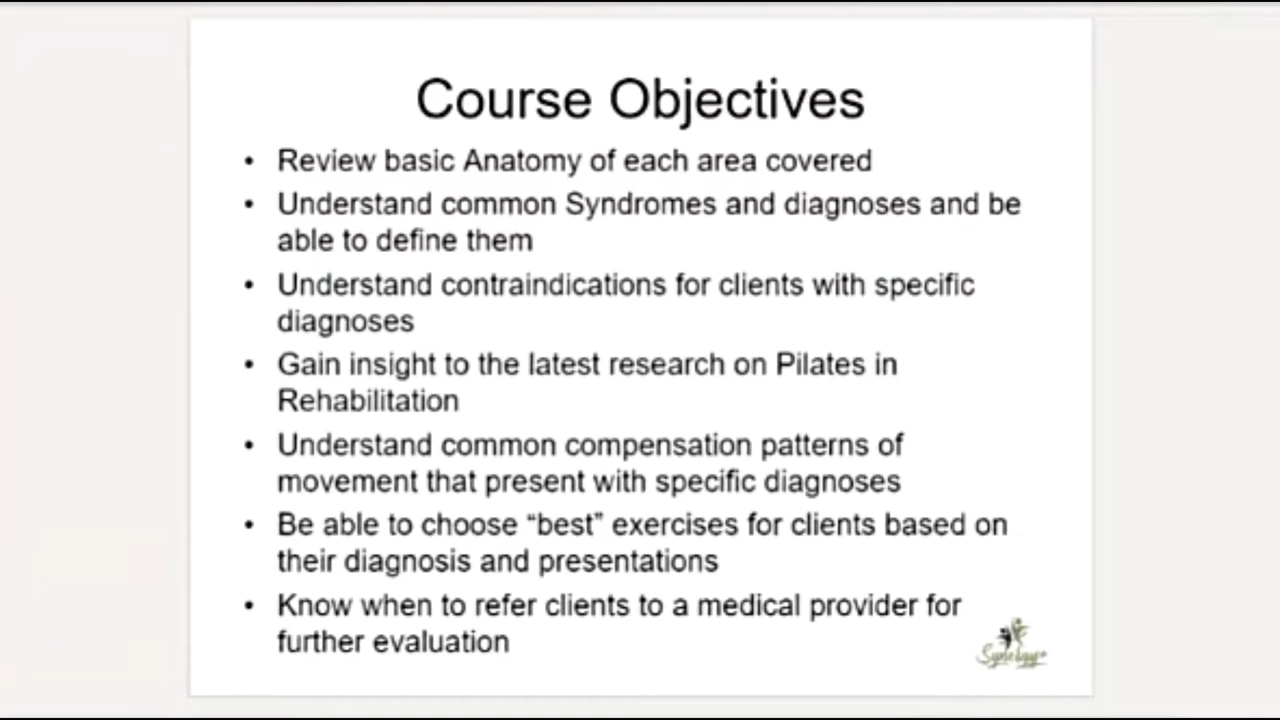 Course Objectives
• Review basic Anatomy of each area covered
• Understand common Syndromes and diagnoses and be
able to define them
• Understand contraindications for clients with specific
diagnoses
• Gain insight to the latest research on Pilates in
Rehabilitation
• Understand common compensation patterns of
movement that present with specific diagnoses
• Be able to choose “best” exercises for clients based on
their diagnosis and presentations
• Know when to refer clients to a medical provider for
further evaluation
Synergy